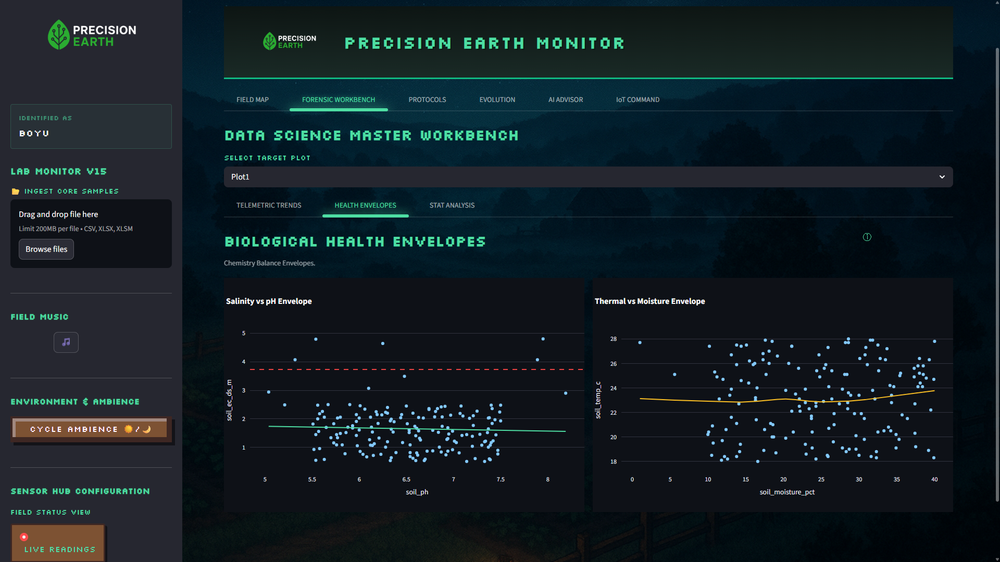 PRECISION
EARTH
IDENTIFIED AS
BOYU
LAB MONITOR V15
INGEST CORE SAMPLES
Drag and drop file here
Limit 200MB per file • CSV, XLSX, XLSM
Browse files
FIELD MUSIC
ENVIRONMENT & AMBIENCE
CYCLE AMBIENCE ☀️/🌙
SENSOR HUB CONFIGURATION
FIELD STATUS VIEW
LIVE READINGS
PRECISION
EARTH
PRECISION EARTH MONITOR
FIELD MAP
FORENSIC WORKBENCH
PROTOCOLS
EVOLUTION
AI ADVISOR
IoT COMMAND
DATA SCIENCE MASTER WORKBENCH
SELECT TARGET PLOT
Plot1
TELEMETRIC TRENDS
HEALTH ENVELOPES
STAT ANALYSIS
BIOLOGICAL HEALTH ENVELOPES
Chemistry Balance Envelopes.
Salinity vs pH Envelope
5
4
3
2
1
soil_ec_ds_m
5 5.5 6 6.5 7 7.5 8
soil_ph
Thermal vs Moisture Envelope
28
26
24
22
20
18
soil_temp_c
0 5 10 15 20 25 30 35 40
soil_moisture_pct